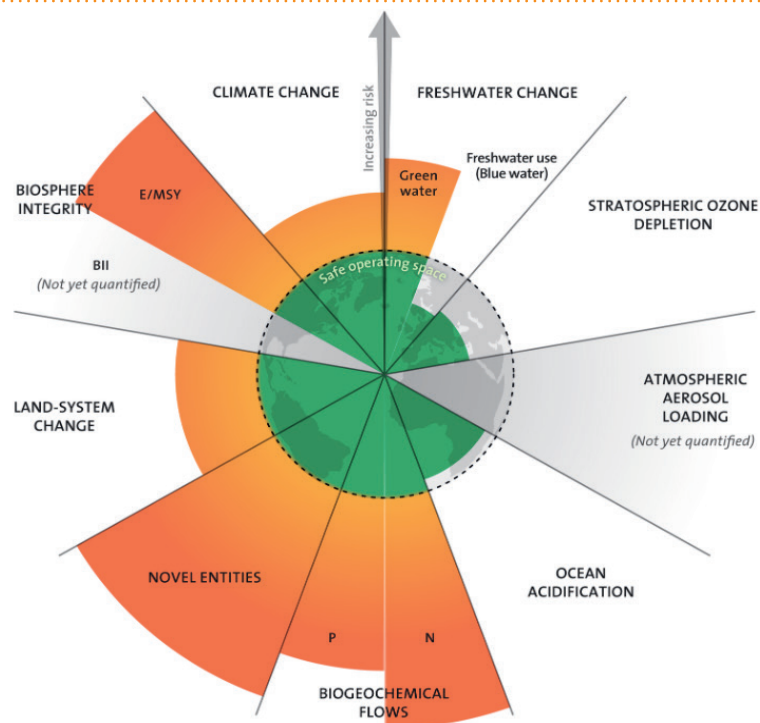 CLIMATE CHANGE
Increasing risk
FRESHWATER CHANGE
Green
water
Freshwater use
(Blue water)
STRATOSPHERIC OZONE
DEPLETION
ATMOSPHERIC
AEROSOL
LOADING
(Not yet quantified)
OCEAN
ACIDIFICATION
N
P
BIOGEOCHEMICAL
FLOWS
NOVEL ENTITIES
LAND-SYSTEM
CHANGE
BII
(Not yet quantified)
BIOSPHERE
INTEGRITY
E/MSY
Safe operating space